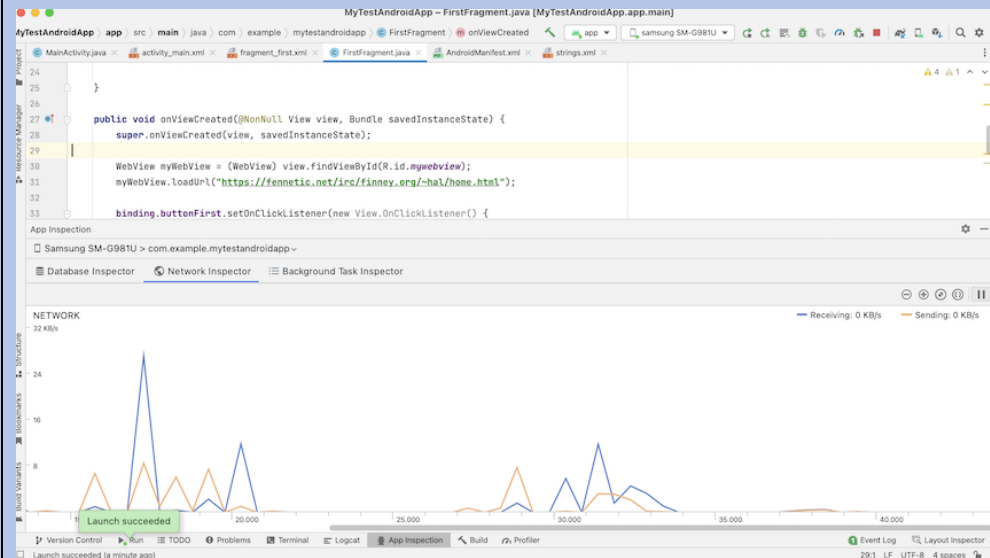 MyTestAndroidApp – FirstFragment.java [MyTestAndroidApp.app.main]
MyTestAndroidApp app src main java com example mytestandroidapp FirstFragment onViewCreated app samsung SM-G981U
MainActivity.java activity_main.xml fragment_first.xml FirstFragment.java AndroidManifest.xml strings.xml
Project
Resource Manager
Structure
Bookmarks
Build Variants
24 4 1
25 }
26
27 public void onViewCreated(@NonNull View view, Bundle savedInstanceState) {
28 super.onViewCreated(view, savedInstanceState);
29
30 WebView myWebView = (WebView) view.findViewById(R.id.mywebview);
31 myWebView.loadUrl("https://fennetic.net/irc/finney.org/~hal/home.html");
32
33 binding.buttonFirst.setOnClickListener(new View.OnClickListener() {
App Inspection
Samsung SM-G981U > com.example.mytestandroidapp
Database Inspector Network Inspector Background Task Inspector
NETWORK Receiving: 0 KB/s Sending: 0 KB/s
32 KB/s
24
16
8
20.000 25.000 30.000 35.000 40.000
Launch succeeded
Version Control Run TODO Problems Terminal Logcat App Inspection Build Profiler Event Log Layout Inspector
Launch succeeded (a minute ago) 29:1 LF UTF-8 4 spaces